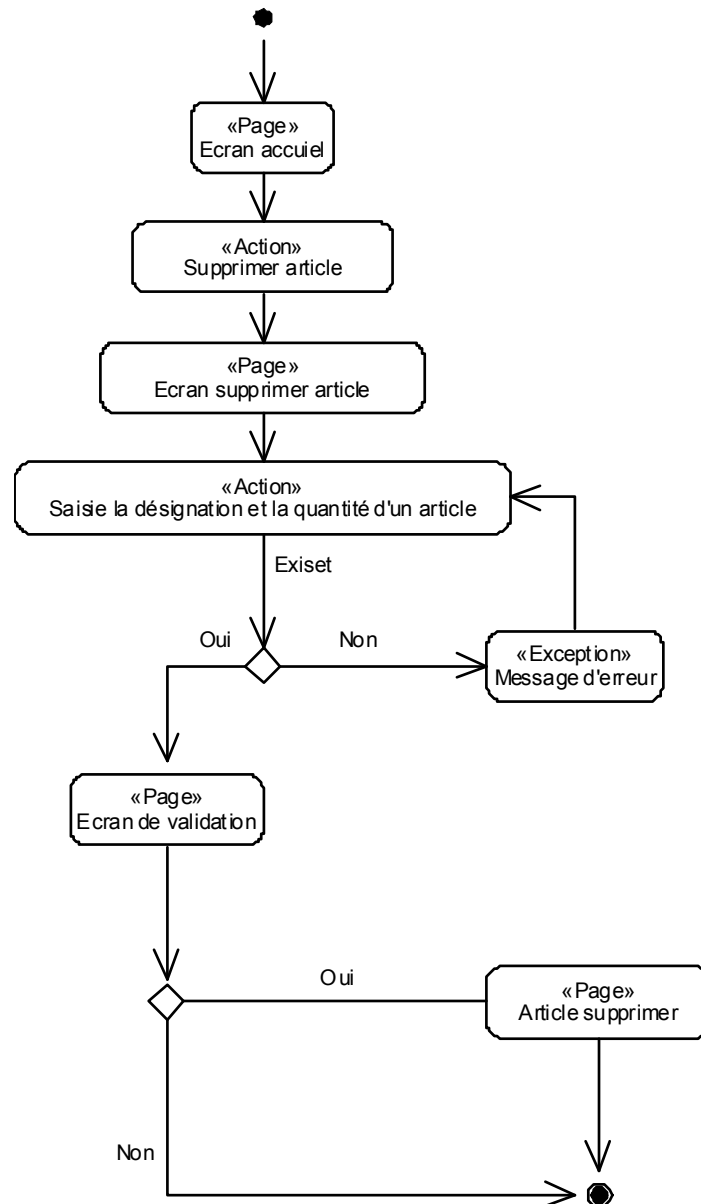 «Page»
Ecran accuiel
«Action»
Supprimer article
«Page»
Ecran supprimer article
«Action»
Saisie la désignation et la quantité d'un article
Exiset
Oui
Non
«Exception»
Message d'erreur
«Page»
Ecran de validation
Oui
«Page»
Article supprimer
Non